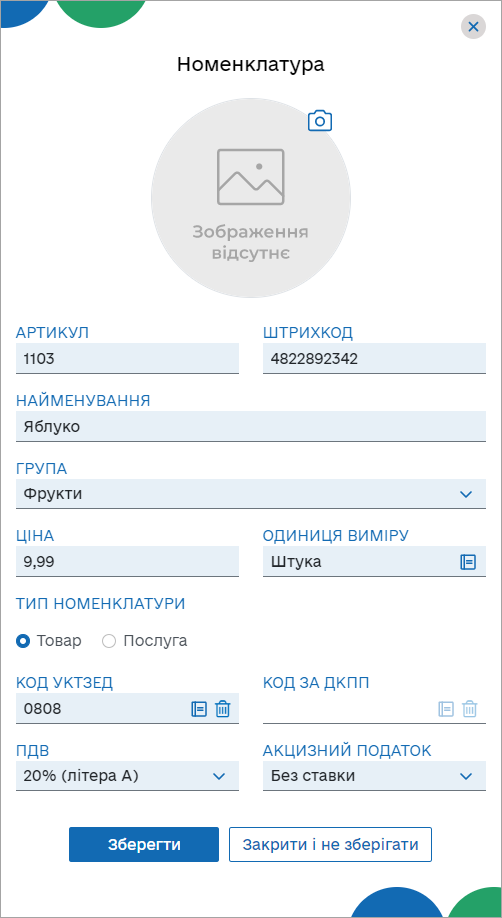 Номенклатура
Зображення
відсутнє
АРТИКУЛ ШТРИХКОД
1103 4822892342
НАЙМЕНУВАННЯ
Яблуко
ГРУПА
Фрукти
ЦІНА ОДИНИЦЯ ВИМІРУ
9,99 Штука
ТИП НОМЕНКЛАТУРИ
Товар Послуга
КОД УКТЗЕД КОД ЗА ДКПП
0808
ПДВ АКЦИЗНИЙ ПОДАТОК
20% (літера А) Без ставки
Зберегти Закрити і не зберігати